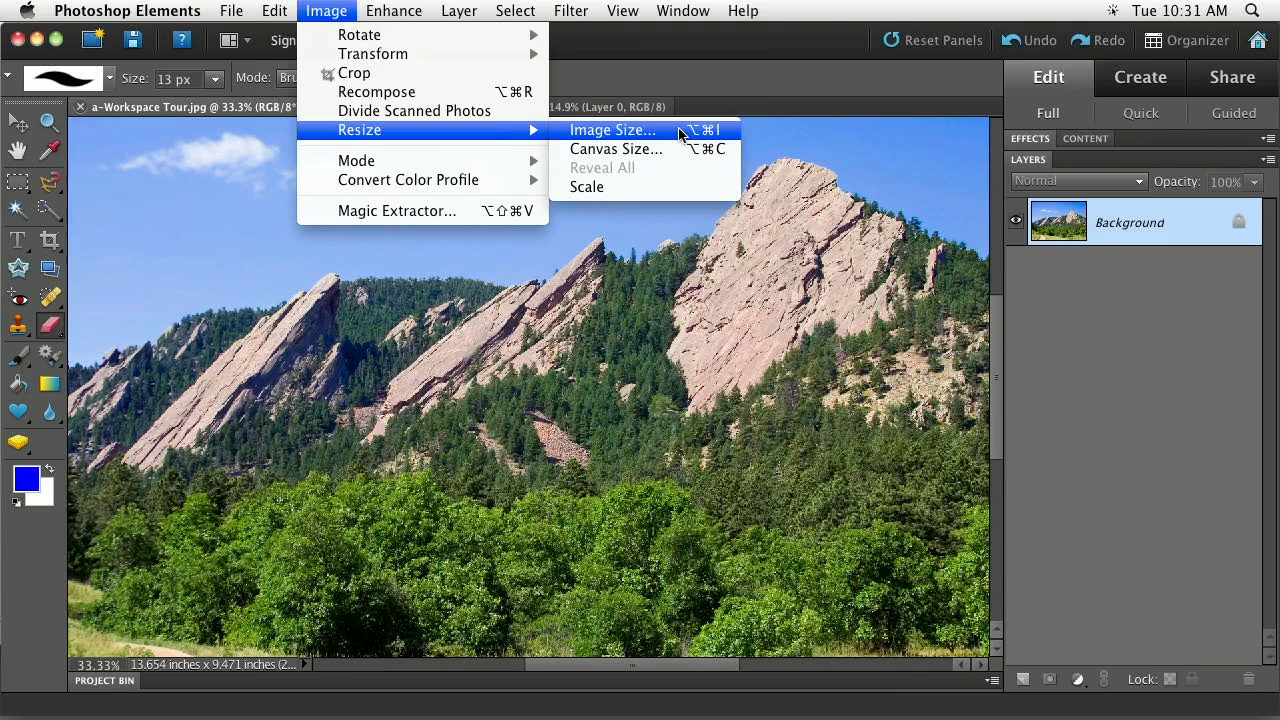 Photoshop Elements File Edit Image Enhance Layer Select Filter View Window Help Tue 10:31 AM
Sign
Reset Panels Undo Redo Organizer
Size: 13 px Mode: Bru
Edit Create Share
a-Workspace Tour.jpg @ 33.3% (RGB/8* 14.9% (Layer 0, RGB/8)
Full Quick Guided
EFFECTS CONTENT
LAYERS
Normal Opacity: 100%
Background
Rotate
Transform
Crop
Recompose ⌥⌘R
Divide Scanned Photos
Resize
Mode
Convert Color Profile
Magic Extractor... ⌥⇧⌘V
Image Size... ⌥⌘I
Canvas Size... ⌥⌘C
Reveal All
Scale
33.33% 13.654 inches x 9.471 inches (2...
PROJECT BIN
Lock: